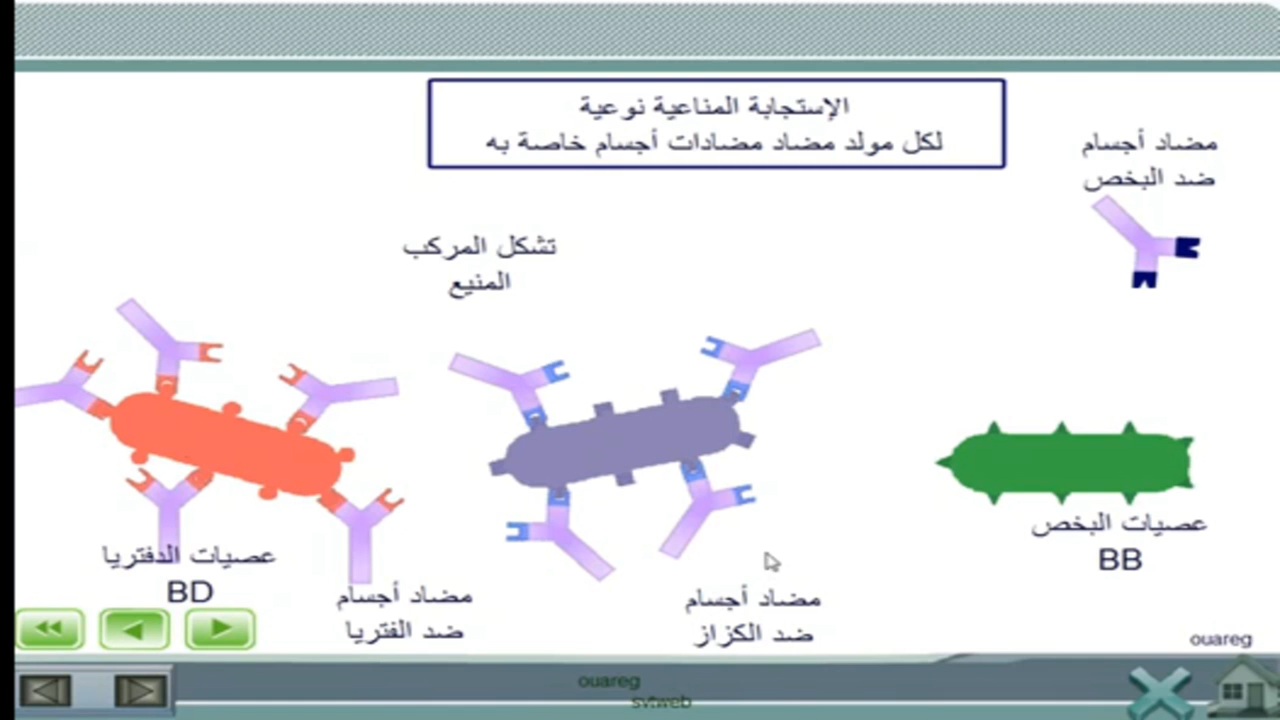 الإستجابة المناعية نوعية
لكل مولد مضاد مضادات أجسام خاصة به
مضاد أجسام
ضد البخص
تشكل المركب
المنيع
عصيات البخص
BB
عصيات الدفتريا
BD
مضاد أجسام
ضد الفتريا
مضاد أجسام
ضد الكزاز
ouareg
ouareg
svtweb